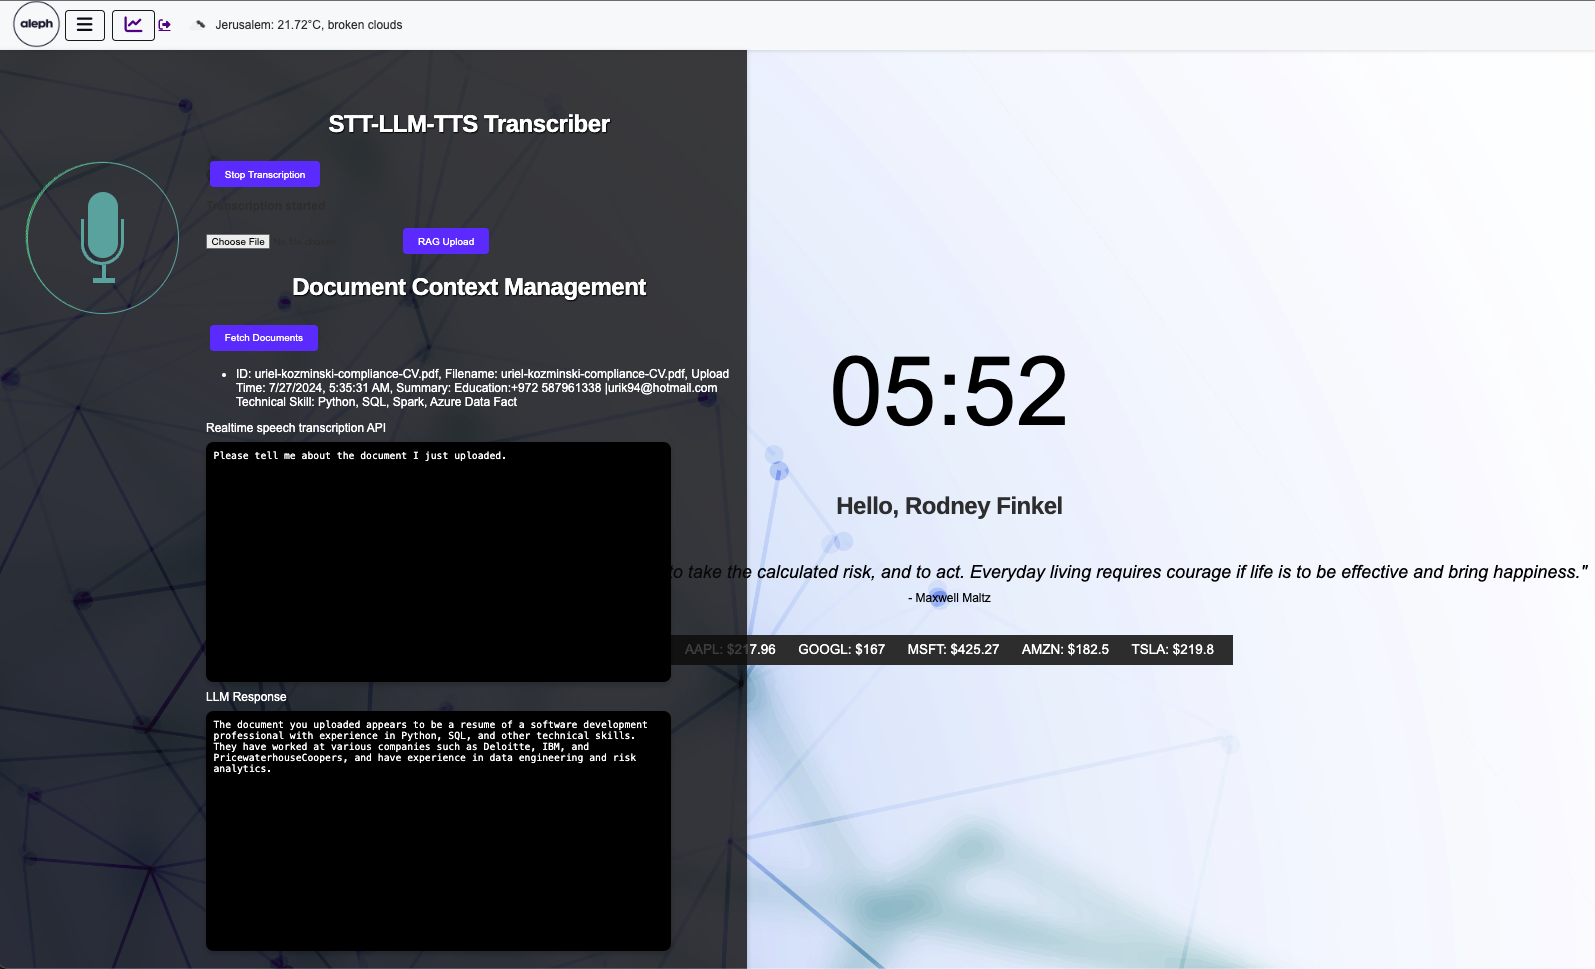 aleph
Jerusalem: 21.72°C, broken clouds
STT-LLM-TTS Transcriber
Stop Transcription
Transcription started
Choose File
RAG Upload
Document Context Management
Fetch Documents
• ID: uriel-kozminski-compliance-CV.pdf, Filename: uriel-kozminski-compliance-CV.pdf, Upload
Time: 7/27/2024, 5:35:31 AM, Summary: Education:+972 587961338 |urik94@hotmail.com
Technical Skill: Python, SQL, Spark, Azure Data Fact
Realtime speech transcription API
Please tell me about the document I just uploaded.
LLM Response
The document you uploaded appears to be a resume of a software development
professional with experience in Python, SQL, and other technical skills.
They have worked at various companies such as Deloitte, IBM, and
PricewaterhouseCoopers, and have experience in data engineering and risk
analytics.
05:52
Hello, Rodney Finkel
to take the calculated risk, and to act. Everyday living requires courage if life is to be effective and bring happiness."
- Maxwell Maltz
AAPL: $217.96 GOOGL: $167 MSFT: $425.27 AMZN: $182.5 TSLA: $219.8